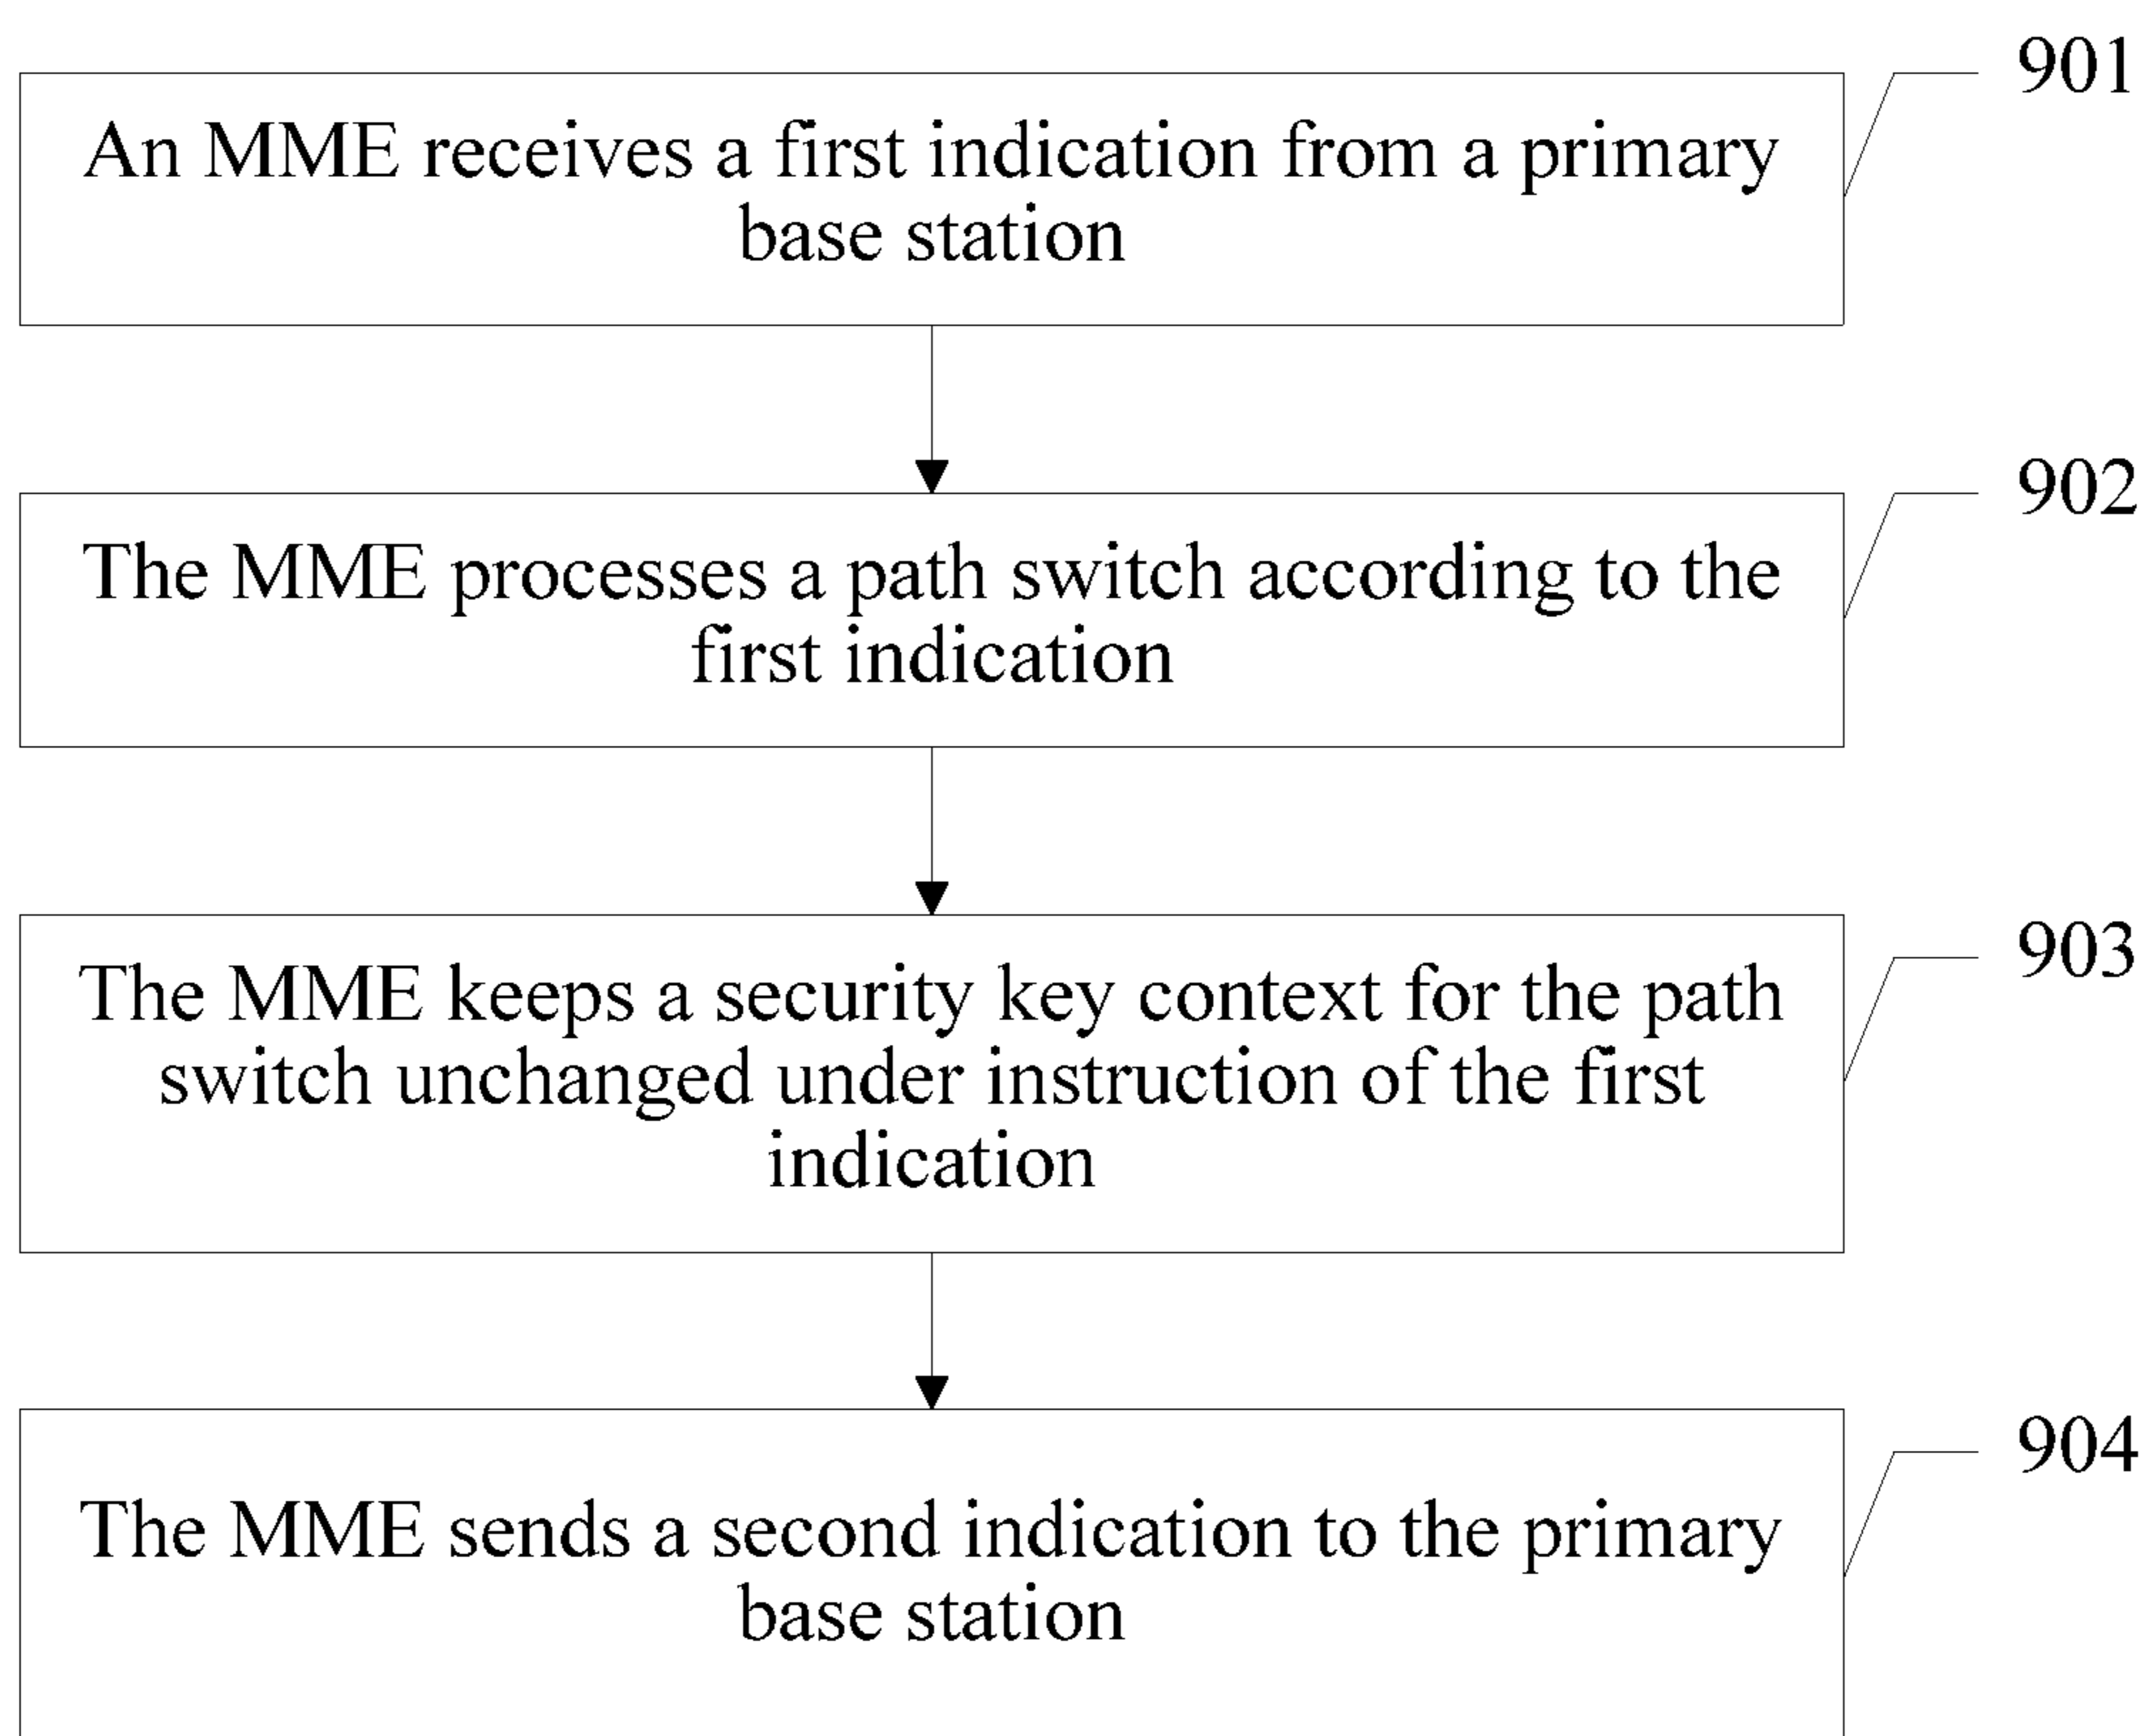 901
An MME receives a first indication from a primary
base station
902
The MME processes a path switch according to the
first indication
903
The MME keeps a security key context for the path
switch unchanged under instruction of the first
indication
904
The MME sends a second indication to the primary
base station